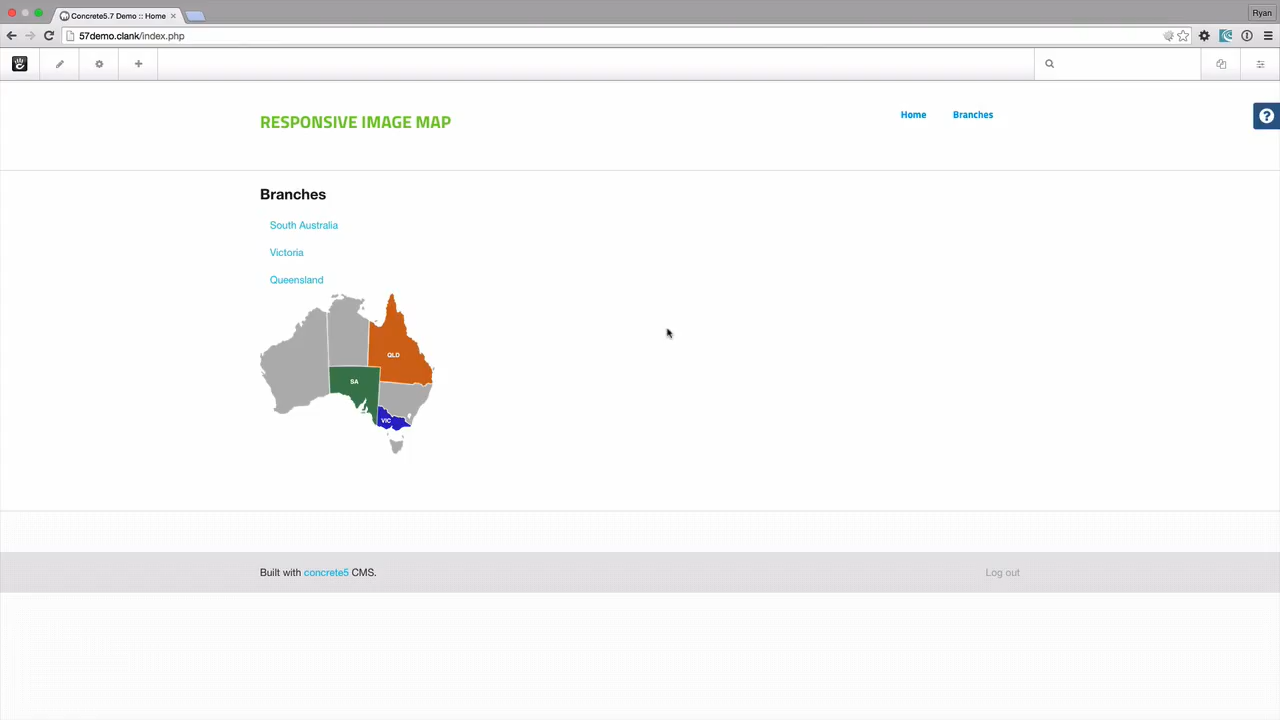 Concrete5.7 Demo :: Home
Ryan
57demo.clank/index.php
RESPONSIVE IMAGE MAP
Home Branches
Branches
South Australia
Victoria
Queensland
QLD
SA
VIC
Built with concrete5 CMS.
Log out